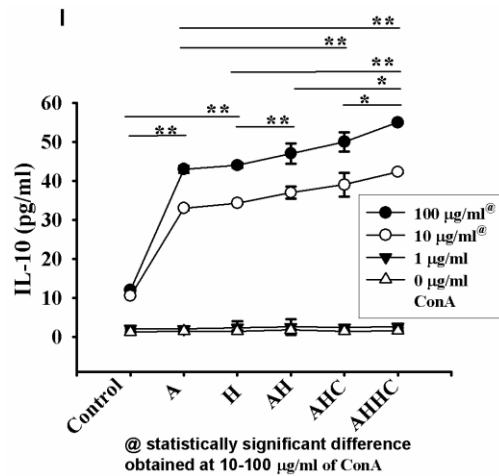 I
**
**
**
*
**
**
**
*
60
50
40
30
20
10
0
IL-10 (pg/ml)
100 µg/ml@
10 µg/ml@
1 µg/ml
0 µg/ml
ConA
Control
A
H
AH
AHC
AHHC
@ statistically significant difference
obtained at 10-100 µg/ml of ConA